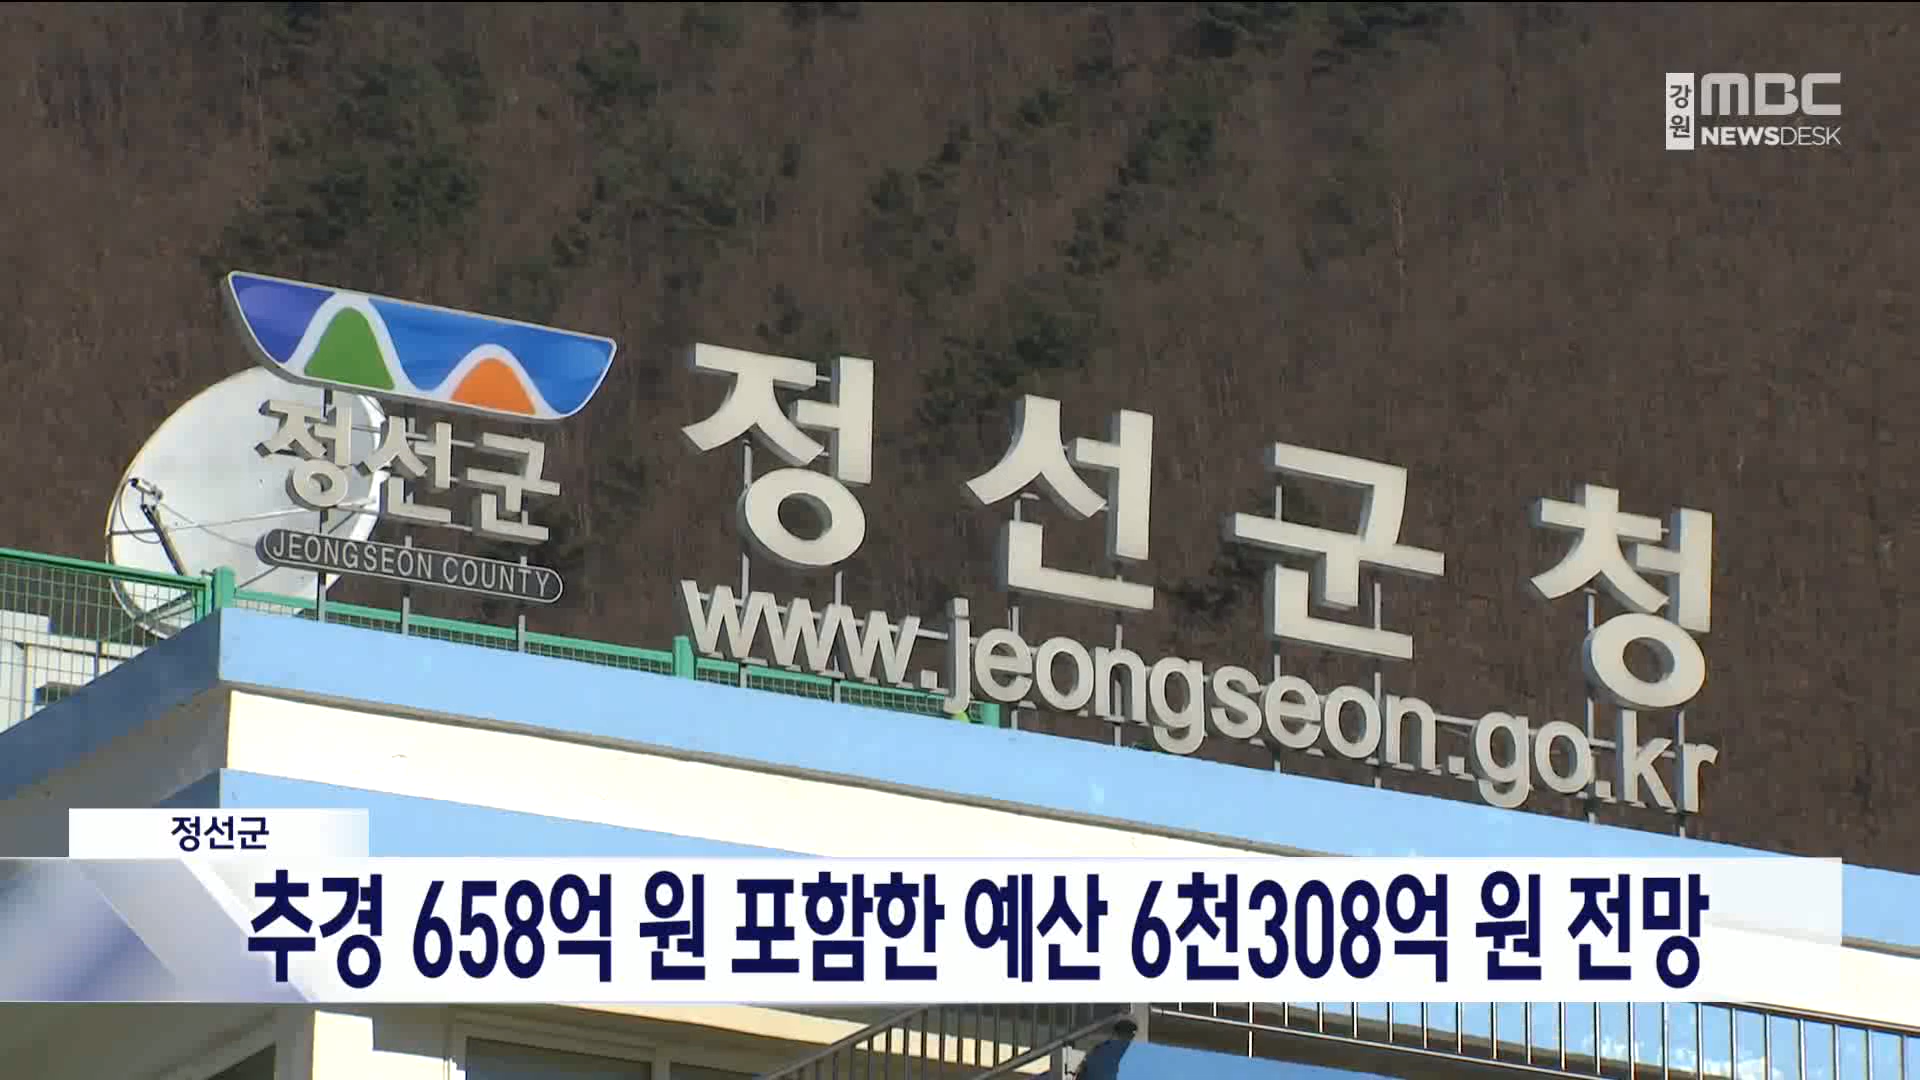 강원
MBC
NEWSDESK
정선군
JEONGSEON COUNTY
정선군청
www.jeongseon.go.kr
정선군
추경 658억 원 포함한 예산 6천308억 원 전망